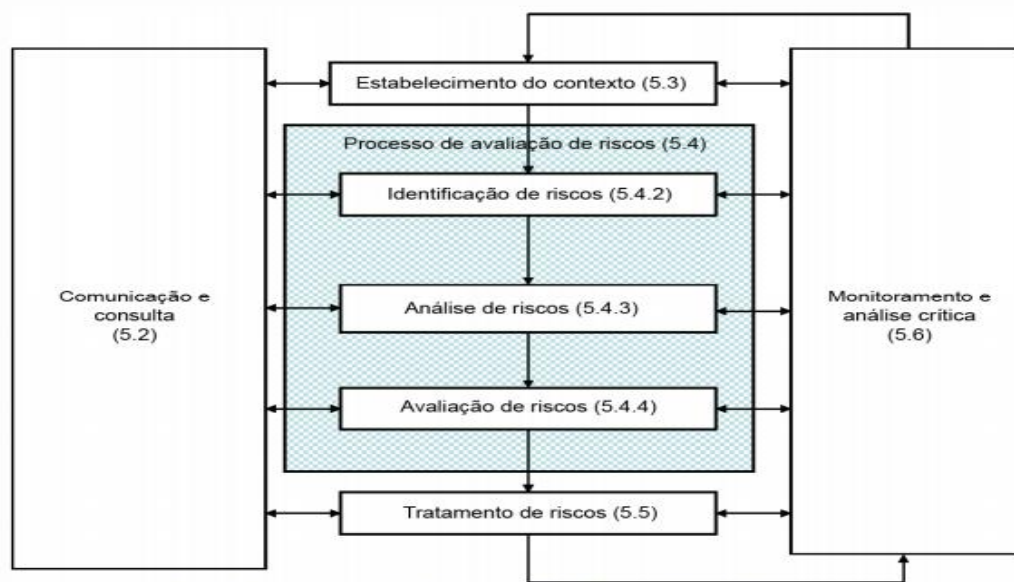 Estabelecimento do contexto (5.3)
Processo de avaliação de riscos (5.4)
Identificação de riscos (5.4.2)
Comunicação e
consulta
(5.2)
Análise de riscos (5.4.3)
Monitoramento e
análise crítica
(5.6)
Avaliação de riscos (5.4.4)
Tratamento de riscos (5.5)